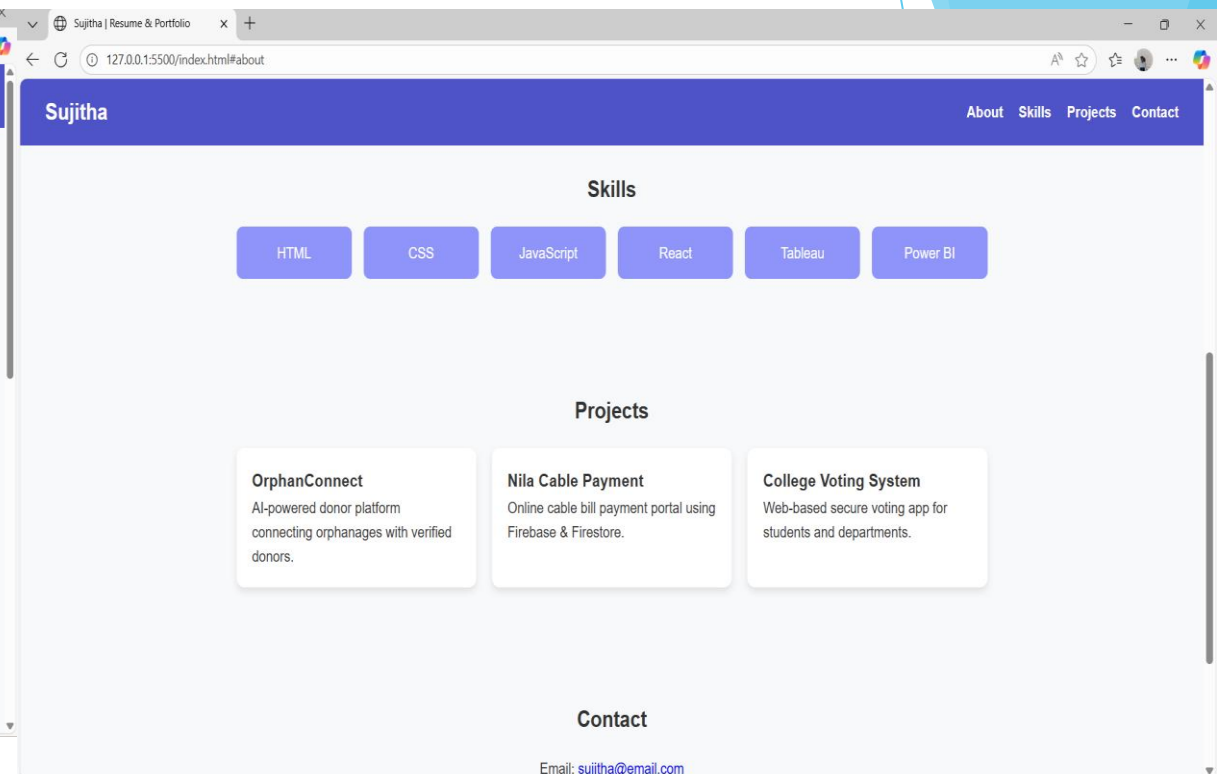 Sujitha | Resume & Portfolio
127.0.0.1:5500/index.html#about
Sujitha
About Skills Projects Contact
Skills
HTML CSS JavaScript React Tableau Power BI
Projects
OrphanConnect
AI-powered donor platform
connecting orphanages with verified
donors.
Nila Cable Payment
Online cable bill payment portal using
Firebase & Firestore.
College Voting System
Web-based secure voting app for
students and departments.
Contact
Email: sujitha@email.com